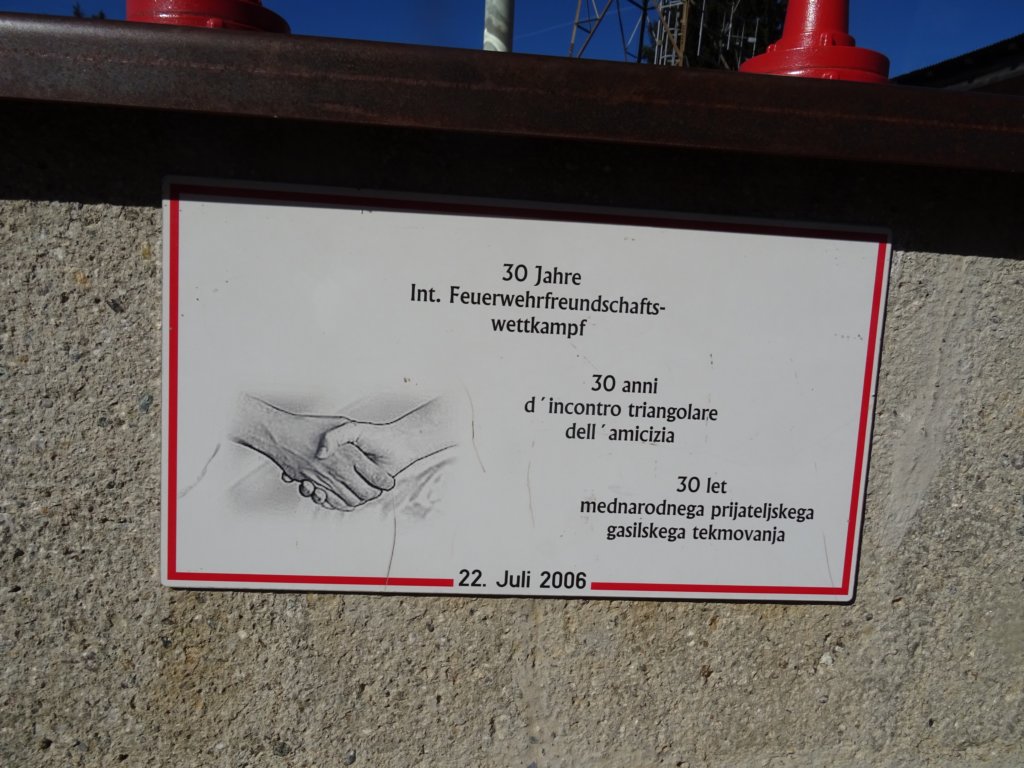 30 Jahre
Int. Feuerwehrfreundschafts-
wettkampf
30 anni
d´incontro triangolare
dell´amicizia
30 let
mednarodnega prijateljskega
gasilskega tekmovanja
22. Juli 2006